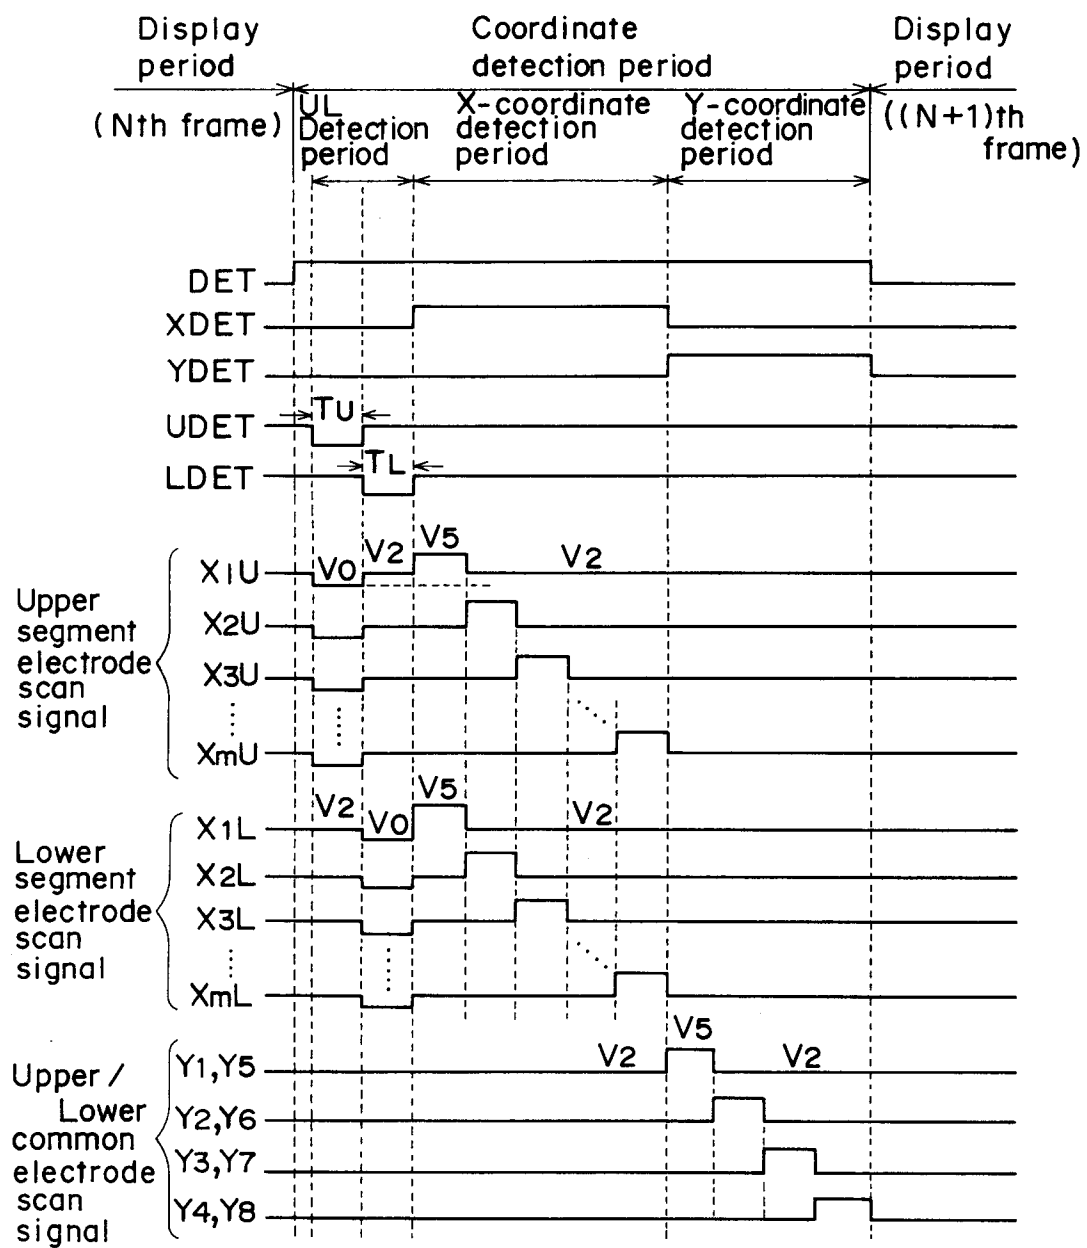 Display period
Coordinate detection period
Display period
(Nth frame)
UL Detection period
X-coordinate detection period
Y-coordinate detection period
((N+1)th frame)
DET
XDET
YDET
TU
UDET
TL
LDET
Upper segment electrode scan signal
X1U
V0
V2
V5
V2
X2U
X3U
XmU
Lower segment electrode scan signal
X1L
V2
V0
V5
V2
X2L
X3L
XmL
Upper / Lower common electrode scan signal
Y1,Y5
V2
V5
V2
Y2,Y6
Y3,Y7
Y4,Y8